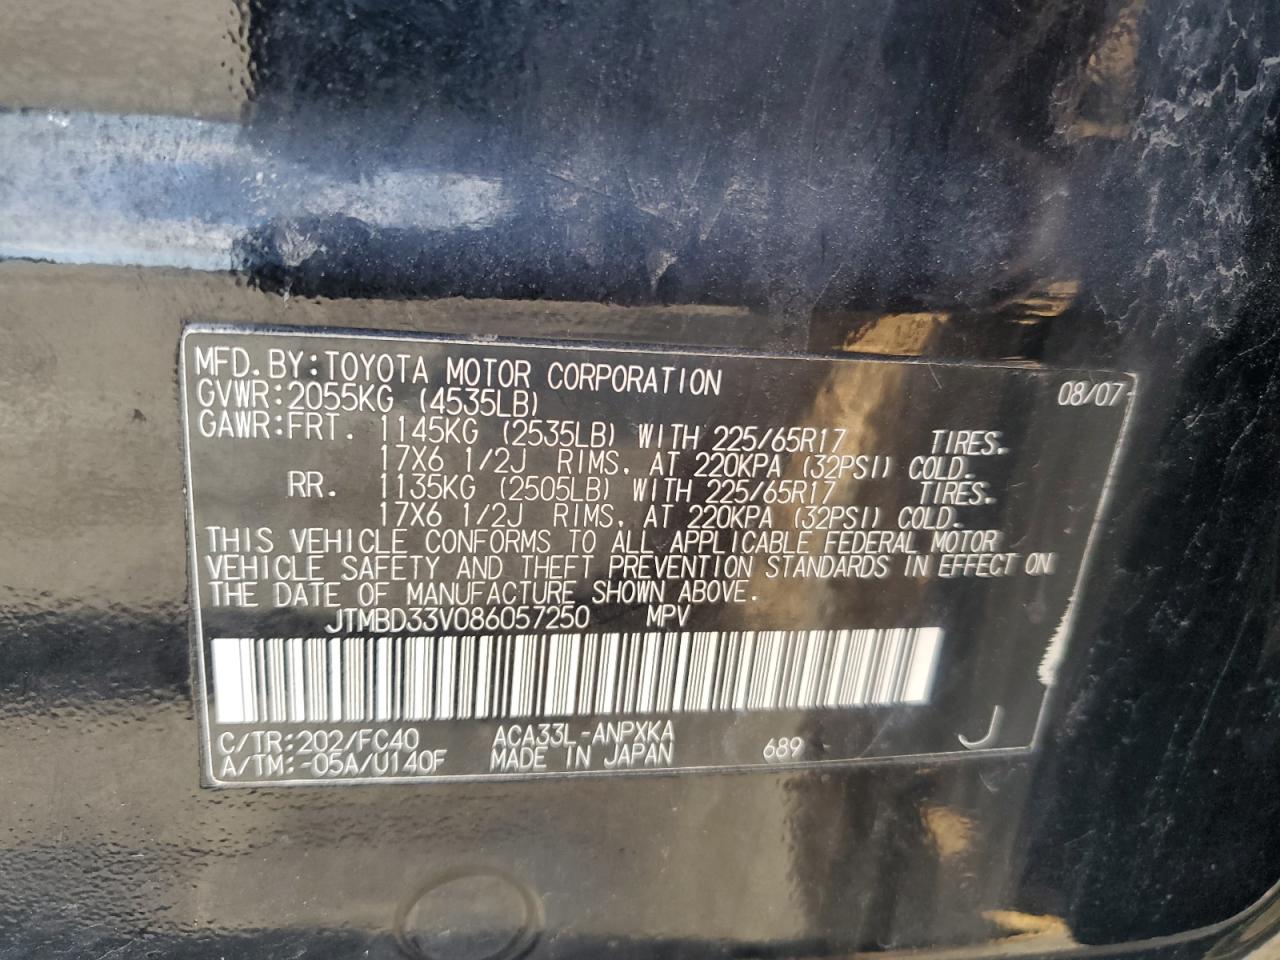 MFD.BY:TOYOTA MOTOR CORPORATION 08/07
GVWR:2055KG (4535LB)
GAWR:FRT. 1145KG (2535LB) WITH 225/65R17 TIRES.
17X6 1/2J RIMS. AT 220KPA (32PSI) COLD.
RR. 1135KG (2505LB) WITH 225/65R17 TIRES.
17X6 1/2J RIMS. AT 220KPA (32PSI) COLD.
THIS VEHICLE CONFORMS TO ALL APPLICABLE FEDERAL MOTOR
VEHICLE SAFETY AND THEFT PREVENTION STANDARDS IN EFFECT ON
THE DATE OF MANUFACTURE SHOWN ABOVE.
JTMBD33V086057250 MPV
C/TR:202/FC40 ACA33L-ANPXKA
A/TM:-05A/U140F MADE IN JAPAN 689 J